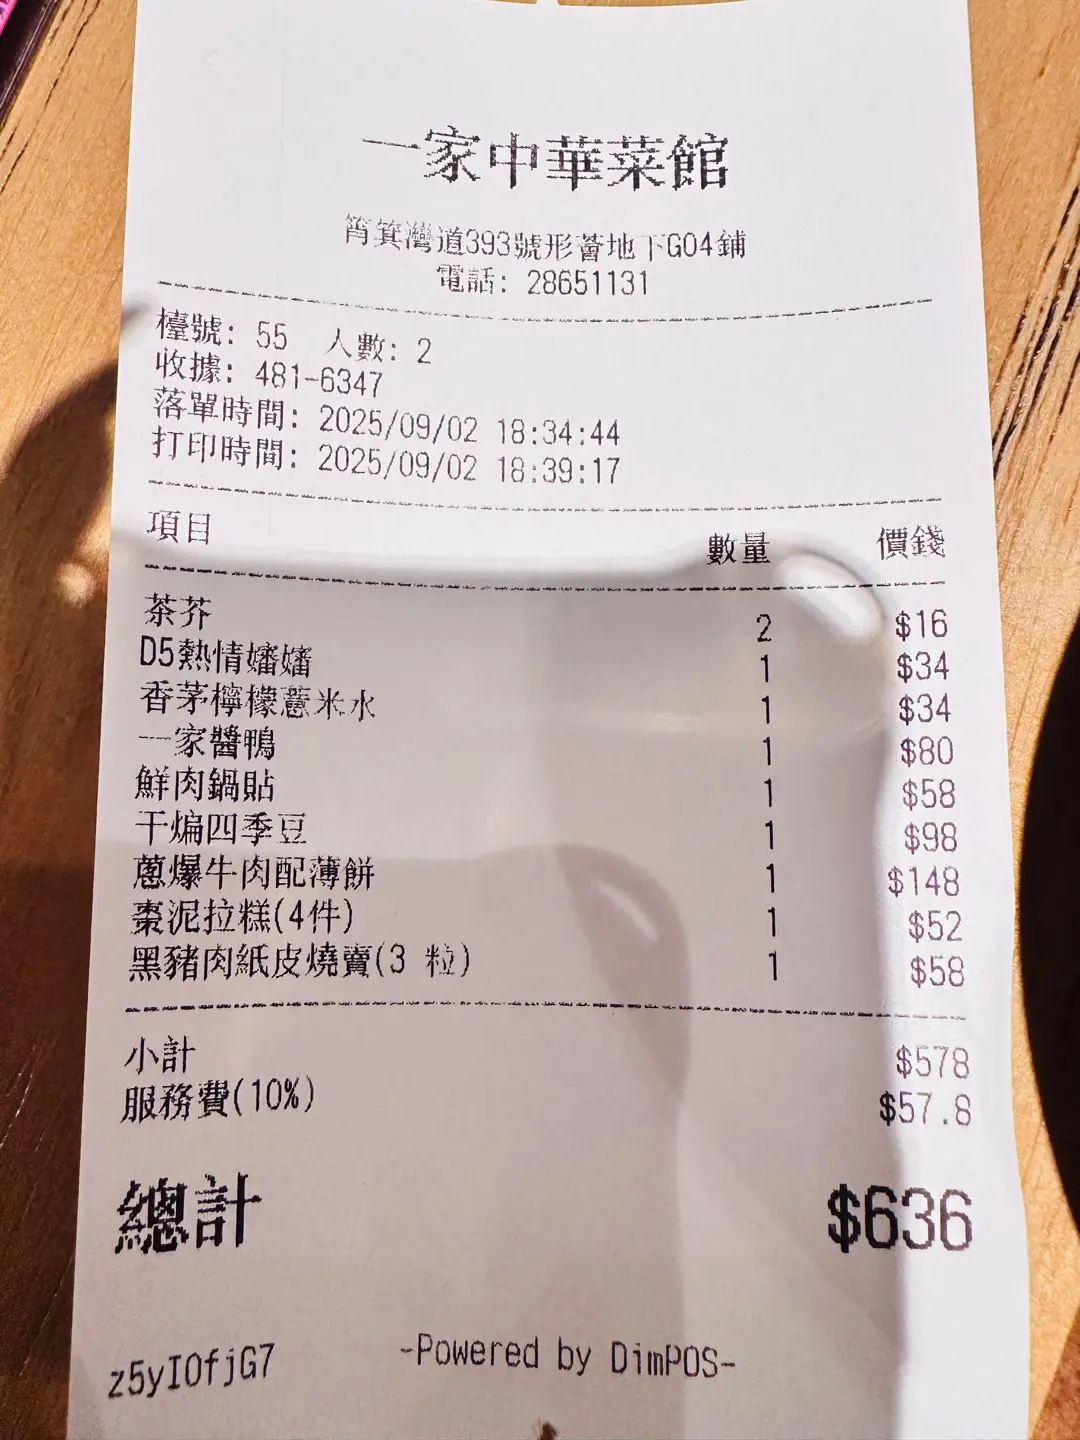 一家中華菜館
筲箕灣道393號形薈地下G04鋪
電話: 28651131
檯號: 55 人數: 2
收據: 481-6347
落單時間: 2025/09/02 18:34:44
打印時間: 2025/09/02 18:39:17
項目 數量 價錢
茶芥 2 $16
D5熱情嬸嬸 1 $34
香茅檸檬薏米水 1 $34
一家醬鴨 1 $80
鮮肉鍋貼 1 $58
干煸四季豆 1 $98
蔥爆牛肉配薄餅 1 $148
棗泥拉糕(4件) 1 $52
黑豬肉紙皮燒賣(3 粒) 1 $58
小計 $578
服務費(10%) $57.8
總計 $636
z5yIOfjG7 -Powered by DimPOS-